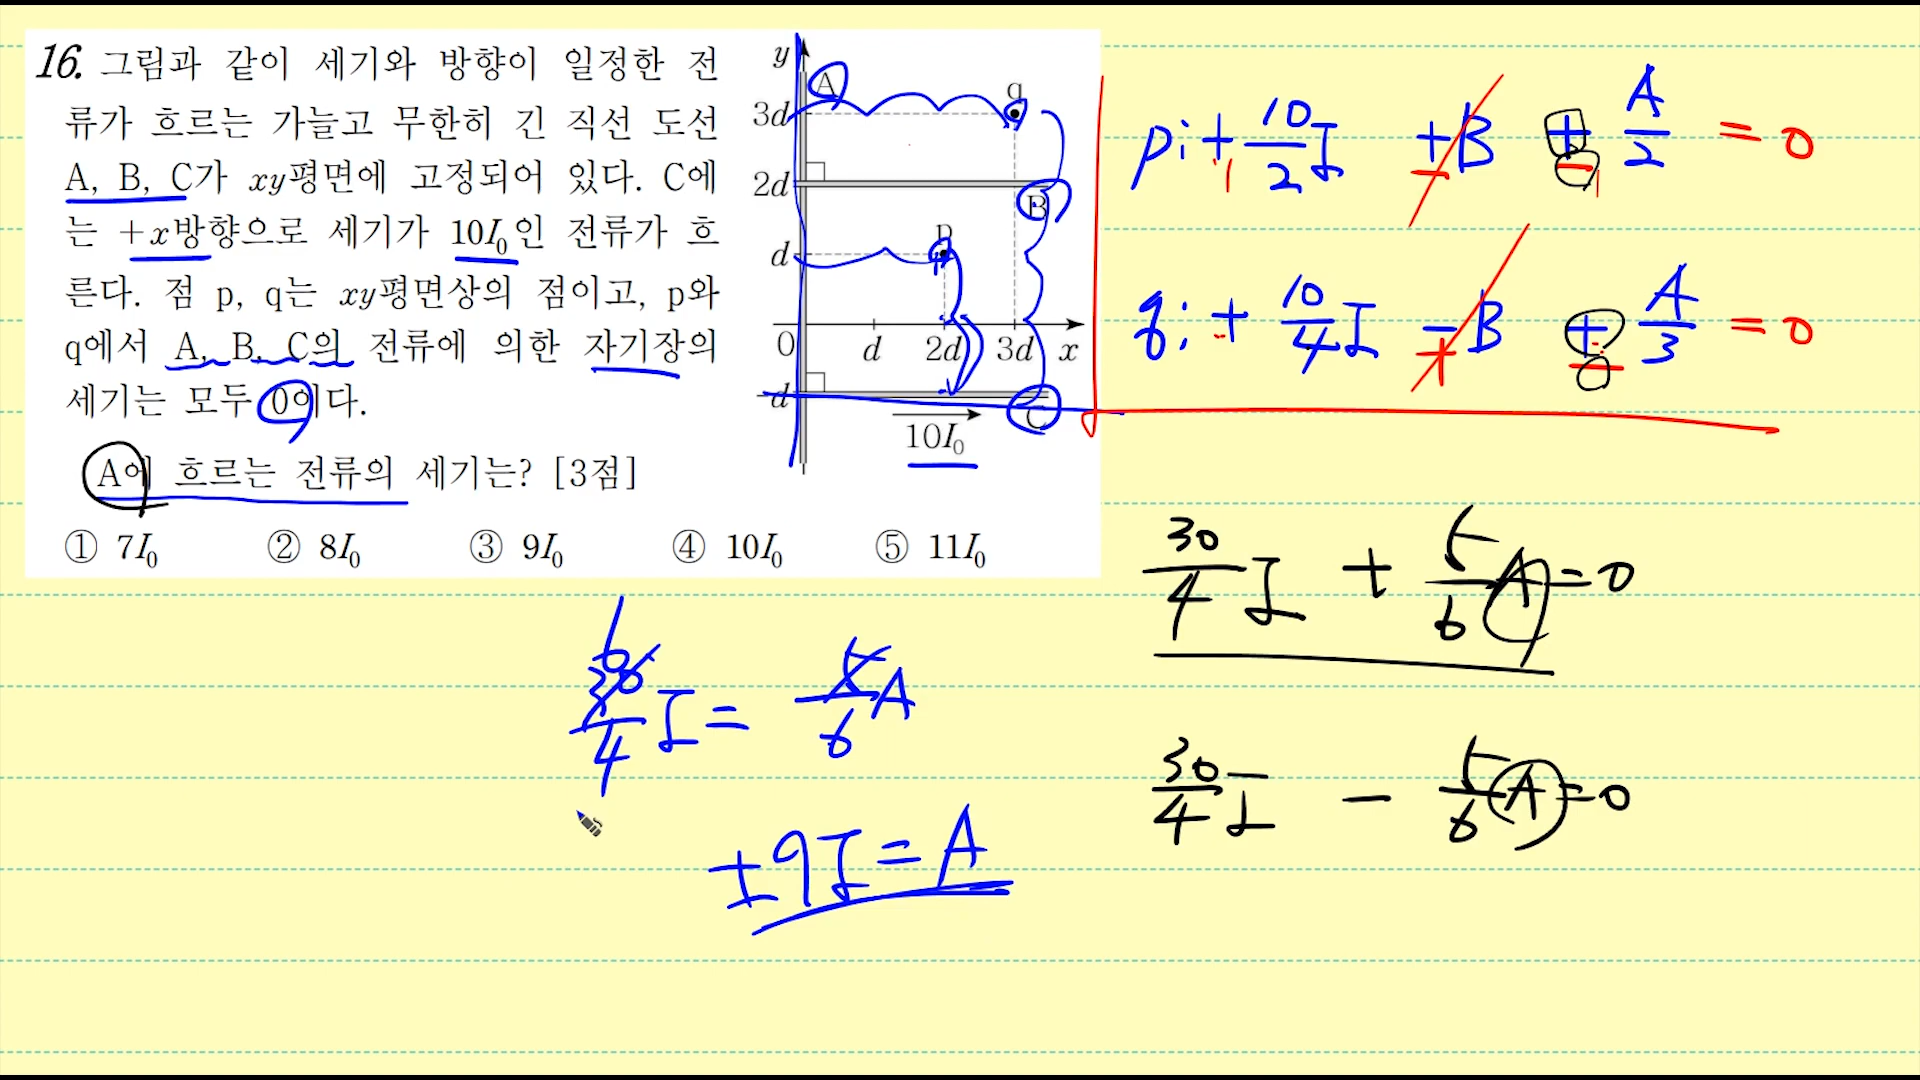 16. 그림과 같이 세기와 방향이 일정한 전
류가 흐르는 가늘고 무한히 긴 직선 도선
A, B, C가 xy평면에 고정되어 있다. C에
는 +x방향으로 세기가 10I₀인 전류가 흐
른다. 점 p, q는 xy평면상의 점이고, p와
q에서 A, B, C의 전류에 의한 자기장의
세기는 모두 0이다.
A에 흐르는 전류의 세기는? [3점]
① 7I₀ ② 8I₀ ③ 9I₀ ④ 10I₀ ⑤ 11I₀
y
A
q
3d
2d
B
p
d
0 d 2d 3d x
-d
C
10I₀
p; + 10/2 I ± B ± A/2 = 0
q; + 10/4 I ∓ B ± A/3 = 0
30/4 I + 5/6 A = 0
30/4 I - 5/6 A = 0
30/4 I = 5/6 A
±9I = A